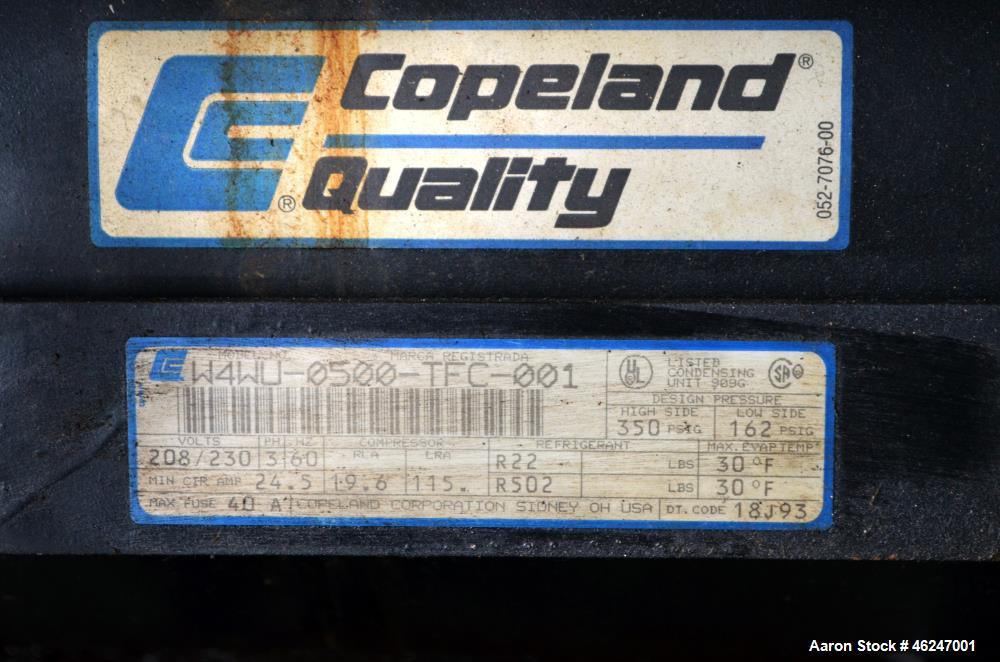 Copeland®
Quality
®
052-7076-00
MODEL NO. MARCA REGISTRADA
W4WU-0500-TFC-001
UL LISTED
CONDENSING
UNIT 909G
DESIGN PRESSURE
HIGH SIDE LOW SIDE
350 PSIG 162 PSIG
VOLTS PH HZ COMPRESSOR REFRIGERANT MAX.EVAP TEMP
208/230 3 60 RLA LRA R22 LBS 30°F
MIN CIR AMP 24.5 19.6 115. R502 LBS 30°F
MAX FUSE 40 A COPELAND CORPORATION SIDNEY OH USA DT.CODE 18J93
Aaron Stock # 46247001